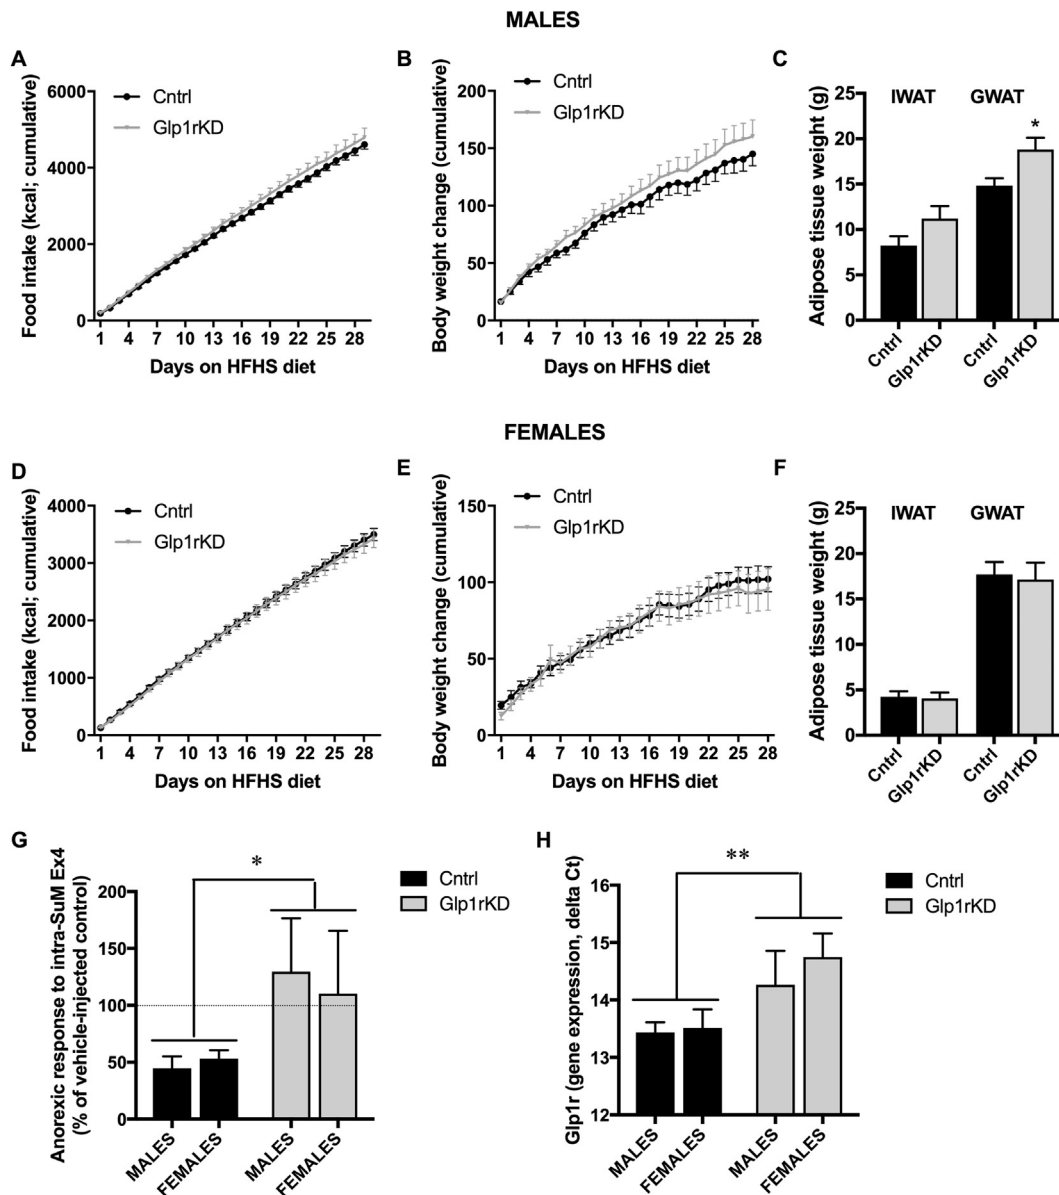 MALES
A
Food intake (kcal; cumulative)
6000
4000
2000
0
Cntrl
Glp1rKD
1 4 7 10 13 16 19 22 25 28
Days on HFHS diet
B
Body weight change (cumulative)
200
150
100
50
0
Cntrl
Glp1rKD
1 4 7 10 13 16 19 22 25 28
Days on HFHS diet
C
Adipose tissue weight (g)
25
20
15
10
5
0
IWAT GWAT
*
Cntrl
Glp1rKD
Cntrl
Glp1rKD
FEMALES
D
Food intake (kcal; cumulative)
4000
3000
2000
1000
0
Cntrl
Glp1rKD
1 4 7 10 13 16 19 22 25 28
Days on HFHS diet
E
Body weight change (cumulative)
150
100
50
0
Cntrl
Glp1rKD
1 4 7 10 13 16 19 22 25 28
Days on HFHS diet
F
Adipose tissue weight (g)
25
20
15
10
5
0
IWAT GWAT
Cntrl
Glp1rKD
Cntrl
Glp1rKD
G
Anorexic response to intra-SuM Ex4
(% of vehicle-injected control)
200
150
100
50
0
*
Cntrl
Glp1rKD
MALES
FEMALES
MALES
FEMALES
H
Glp1r (gene expression, delta Ct)
16
15
14
13
12
**
Cntrl
Glp1rKD
MALES
FEMALES
MALES
FEMALES